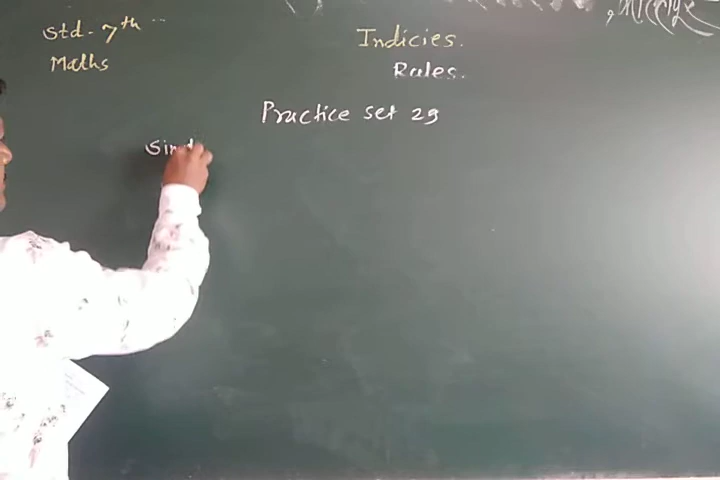 Std - 7th
Indicies.
Maths
Rules.
Practice set 29